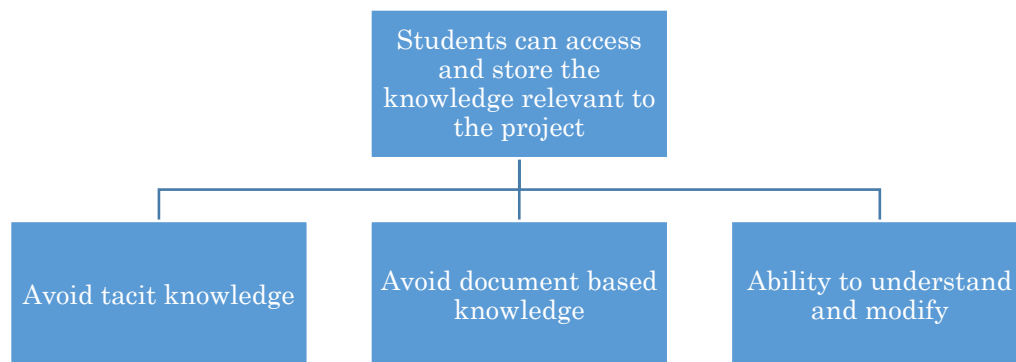 Students can access
and store the
knowledge relevant to
the project
Avoid tacit knowledge
Avoid document based
knowledge
Ability to understand
and modify